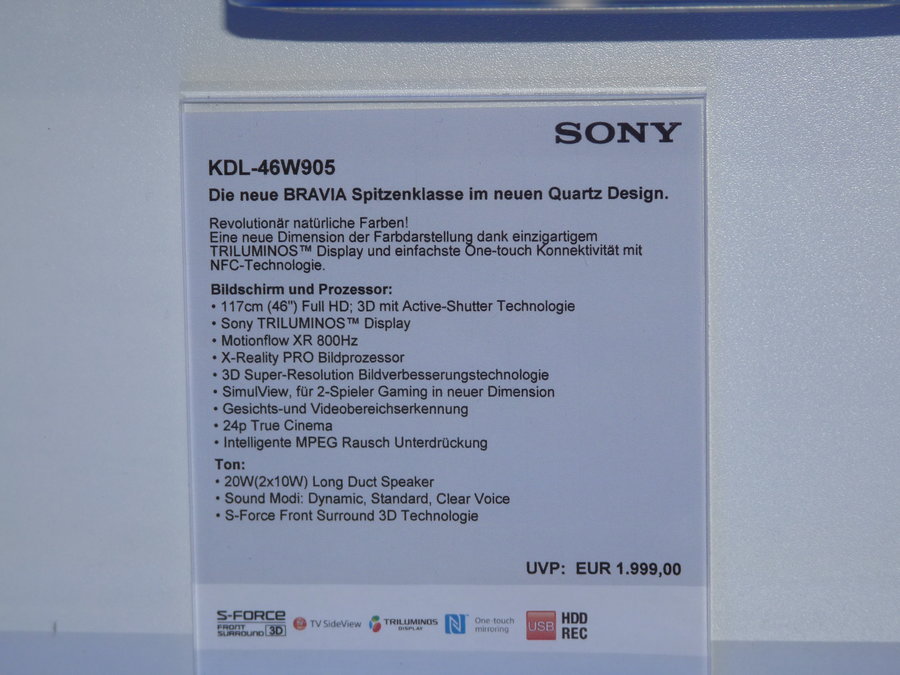 SONY
KDL-46W905
Die neue BRAVIA Spitzenklasse im neuen Quartz Design.
Revolutionär natürliche Farben!
Eine neue Dimension der Farbdarstellung dank einzigartigem
TRILUMINOS™ Display und einfachste One-touch Konnektivität mit
NFC-Technologie.
Bildschirm und Prozessor:
• 117cm (46") Full HD; 3D mit Active-Shutter Technologie
• Sony TRILUMINOS™ Display
• Motionflow XR 800Hz
• X-Reality PRO Bildprozessor
• 3D Super-Resolution Bildverbesserungstechnologie
• SimulView, für 2-Spieler Gaming in neuer Dimension
• Gesichts-und Videobereichserkennung
• 24p True Cinema
• Intelligente MPEG Rausch Unterdrückung
Ton:
• 20W(2x10W) Long Duct Speaker
• Sound Modi: Dynamic, Standard, Clear Voice
• S-Force Front Surround 3D Technologie
UVP: EUR 1.999,00
S-FORCE
FRONT
SURROUND 3D
TV SideView
TRILUMINOS
DISPLAY
One-touch
mirroring
USB
HDD
REC